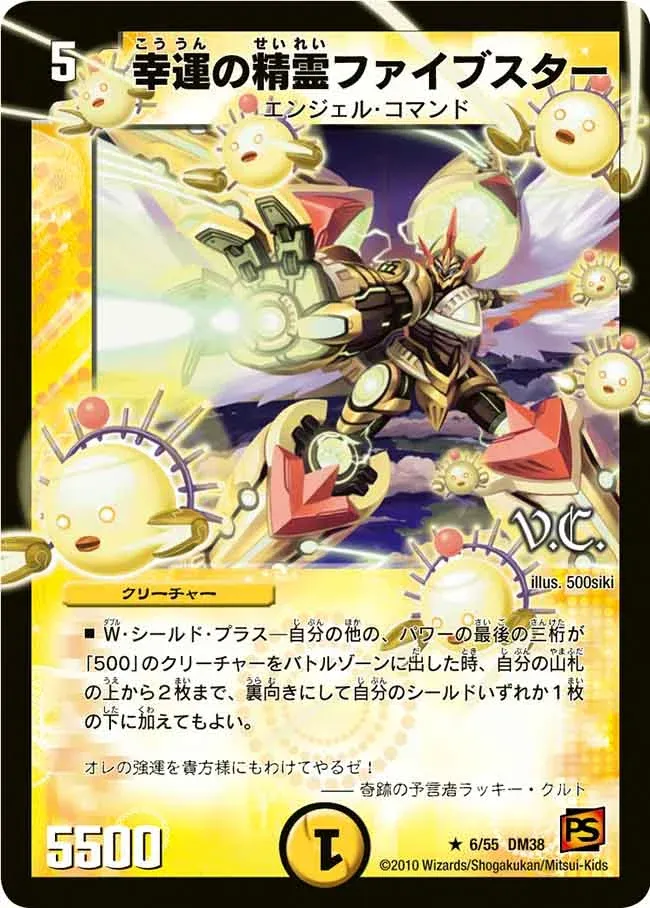 こううん せいれい
5 幸運の精霊ファイブスター
エンジェル・コマンド
V.C.
illus. 500siki
クリーチャー
■ W・シールド・プラス―自分の他の、パワーの最後の三桁が
「500」のクリーチャーをバトルゾーンに出した時、自分の山札
の上から２枚まで、裏向きにして自分のシールドいずれか１枚
の下に加えてもよい。
オレの強運を貴方様にもわけてやるゼ！
―― 奇跡の予言者ラッキー・クルト
5500
1
★ 6/55 DM38
PS
©2010 Wizards/Shogakukan/Mitsui-Kids